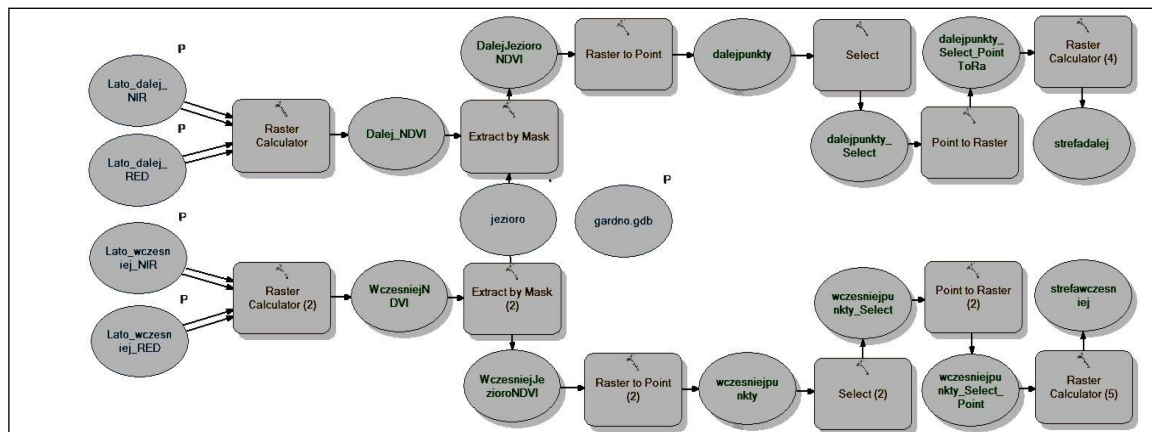 P
Lato_dalej_
NIR
P
Lato_dalej_
RED
Raster
Calculator
Dalej_NDVI
Extract by Mask
DalejJezioro
NDVI
Raster to Point
dalejpunkty
Select
dalejpunkty_
Select
Point to Raster
dalejpunkty_
Select_Point
ToRa
Raster
Calculator (4)
strefadalej
jezioro
P
gardno.gdb
P
Lato_wczesn
iej_NIR
P
Lato_wczesn
iej_RED
Raster
Calculator (2)
WczesniejN
DVI
Extract by Mask
(2)
WczesniejJe
zioroNDVI
Raster to Point
(2)
wczesniejpu
nkty
Select (2)
wczesniejpu
nkty_Select
Point to Raster
(2)
wczesniejpu
nkty_Select_
Point
Raster
Calculator (5)
strefawczesn
iej